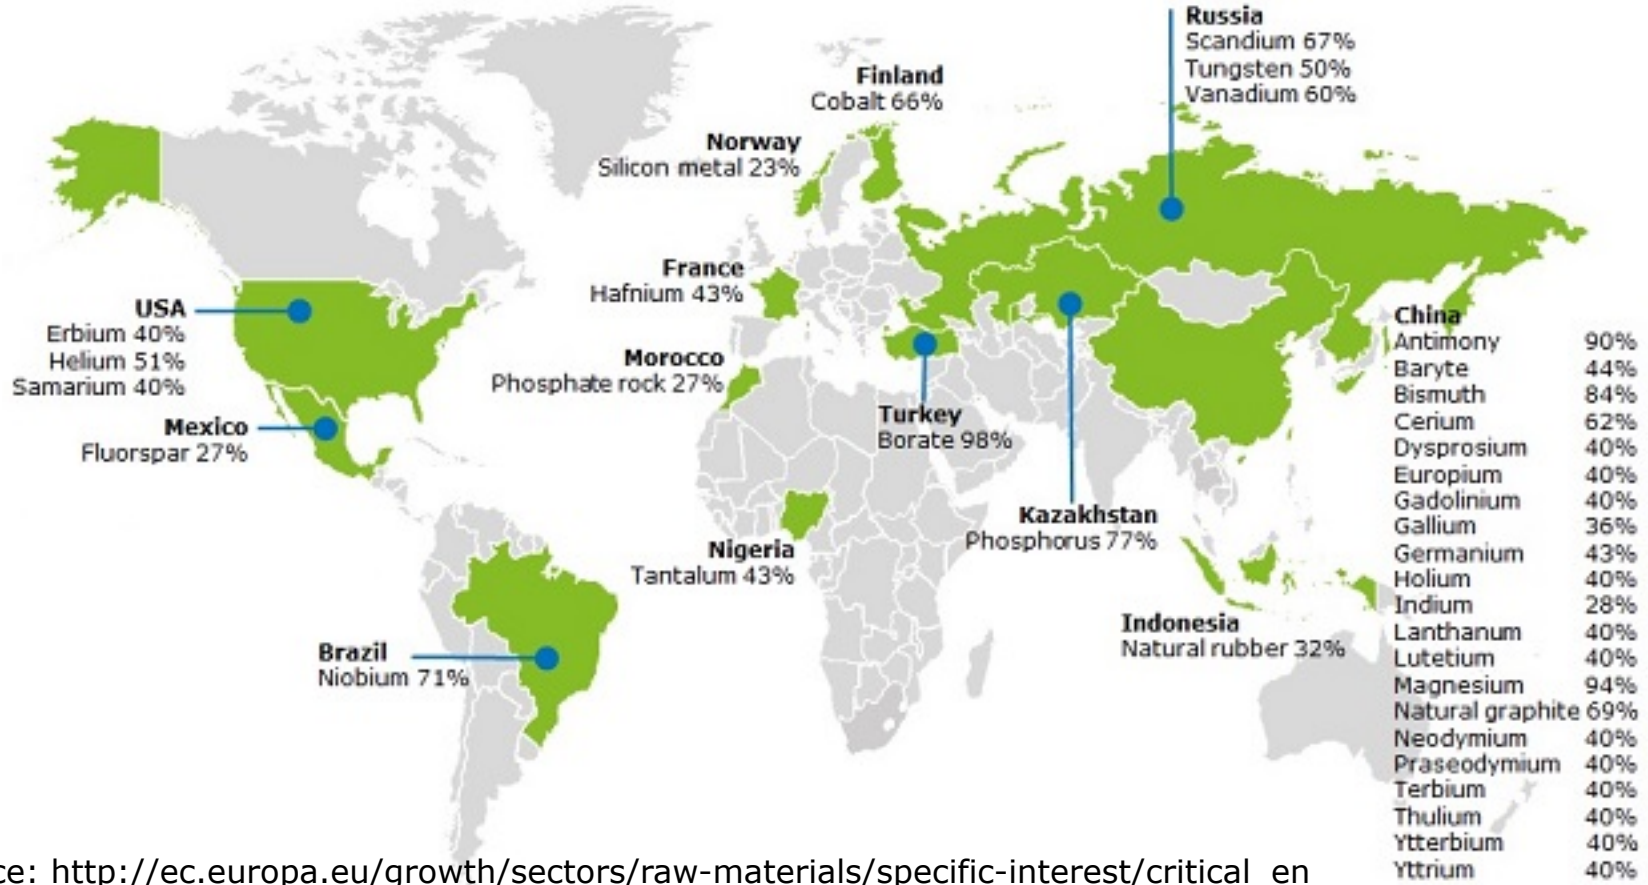 Russia
Scandium 67%
Tungsten 50%
Vanadium 60%
Finland
Cobalt 66%
Norway
Silicon metal 23%
France
Hafnium 43%
USA
Erbium 40%
Helium 51%
Samarium 40%
Morocco
Phosphate rock 27%
Mexico
Fluorspar 27%
Turkey
Borate 98%
Kazakhstan
Phosphorus 77%
Nigeria
Tantalum 43%
Indonesia
Natural rubber 32%
Brazil
Niobium 71%
China
Antimony 90%
Baryte 44%
Bismuth 84%
Cerium 62%
Dysprosium 40%
Europium 40%
Gadolinium 40%
Gallium 36%
Germanium 43%
Holium 40%
Indium 28%
Lanthanum 40%
Lutetium 40%
Magnesium 94%
Natural graphite 69%
Neodymium 40%
Praseodymium 40%
Terbium 40%
Thulium 40%
Ytterbium 40%
Yttrium 40%
ce: http://ec.europa.eu/growth/sectors/raw-materials/specific-interest/critical_en